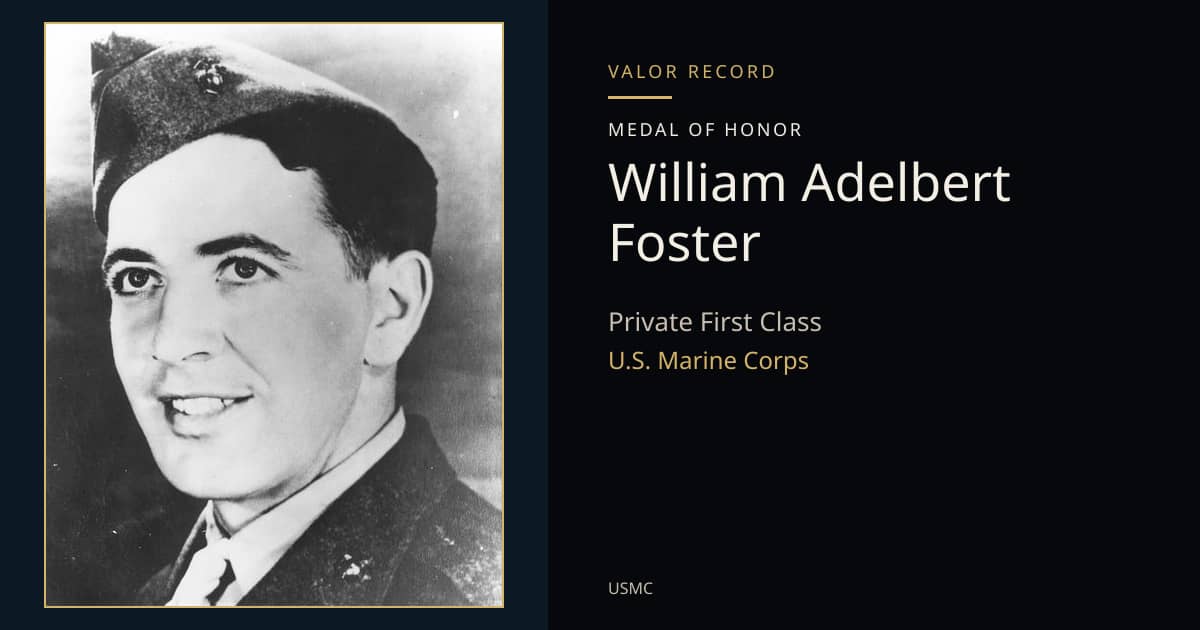 VALOR RECORD
MEDAL OF HONOR
William Adelbert
Foster
Private First Class
U.S. Marine Corps
USMC